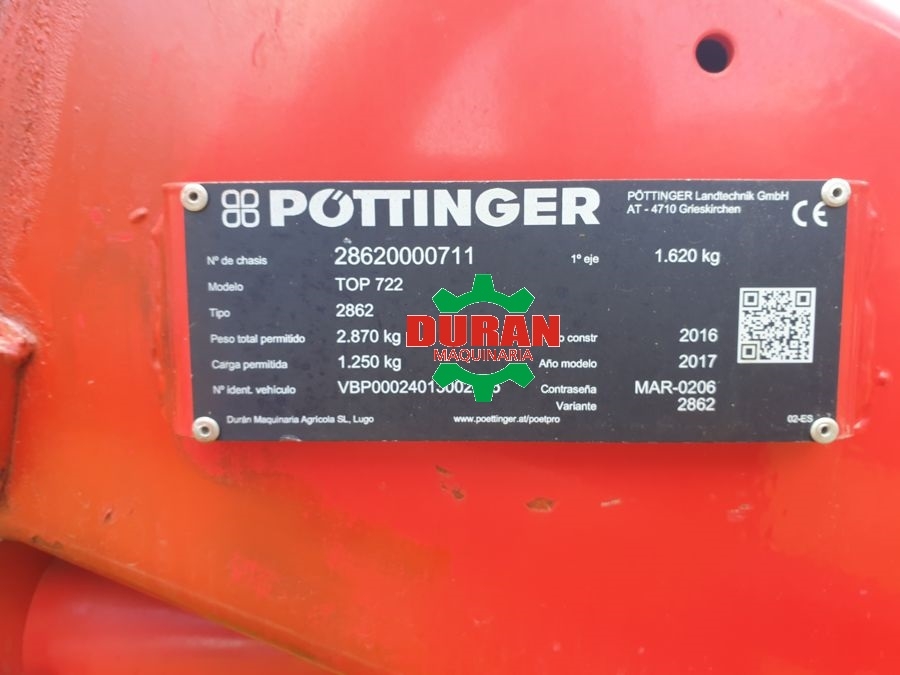 PÖTTINGER
PÖTTINGER Landtechnik GmbH
AT - 4710 Grieskirchen
CE
Nº de chasis 28620000711 1º eje 1.620 kg
Modelo TOP 722
Tipo 2862
Peso total permitido 2.870 kg constr 2016
Carga permitida 1.250 kg Año modelo 2017
Nº ident. vehículo Contraseña MAR-0206
Variante 2862
Durán Maquinaria Agrícola SL, Lugo www.poettinger.at/poetpro 02-ES
DURAN
MAQUINARIA